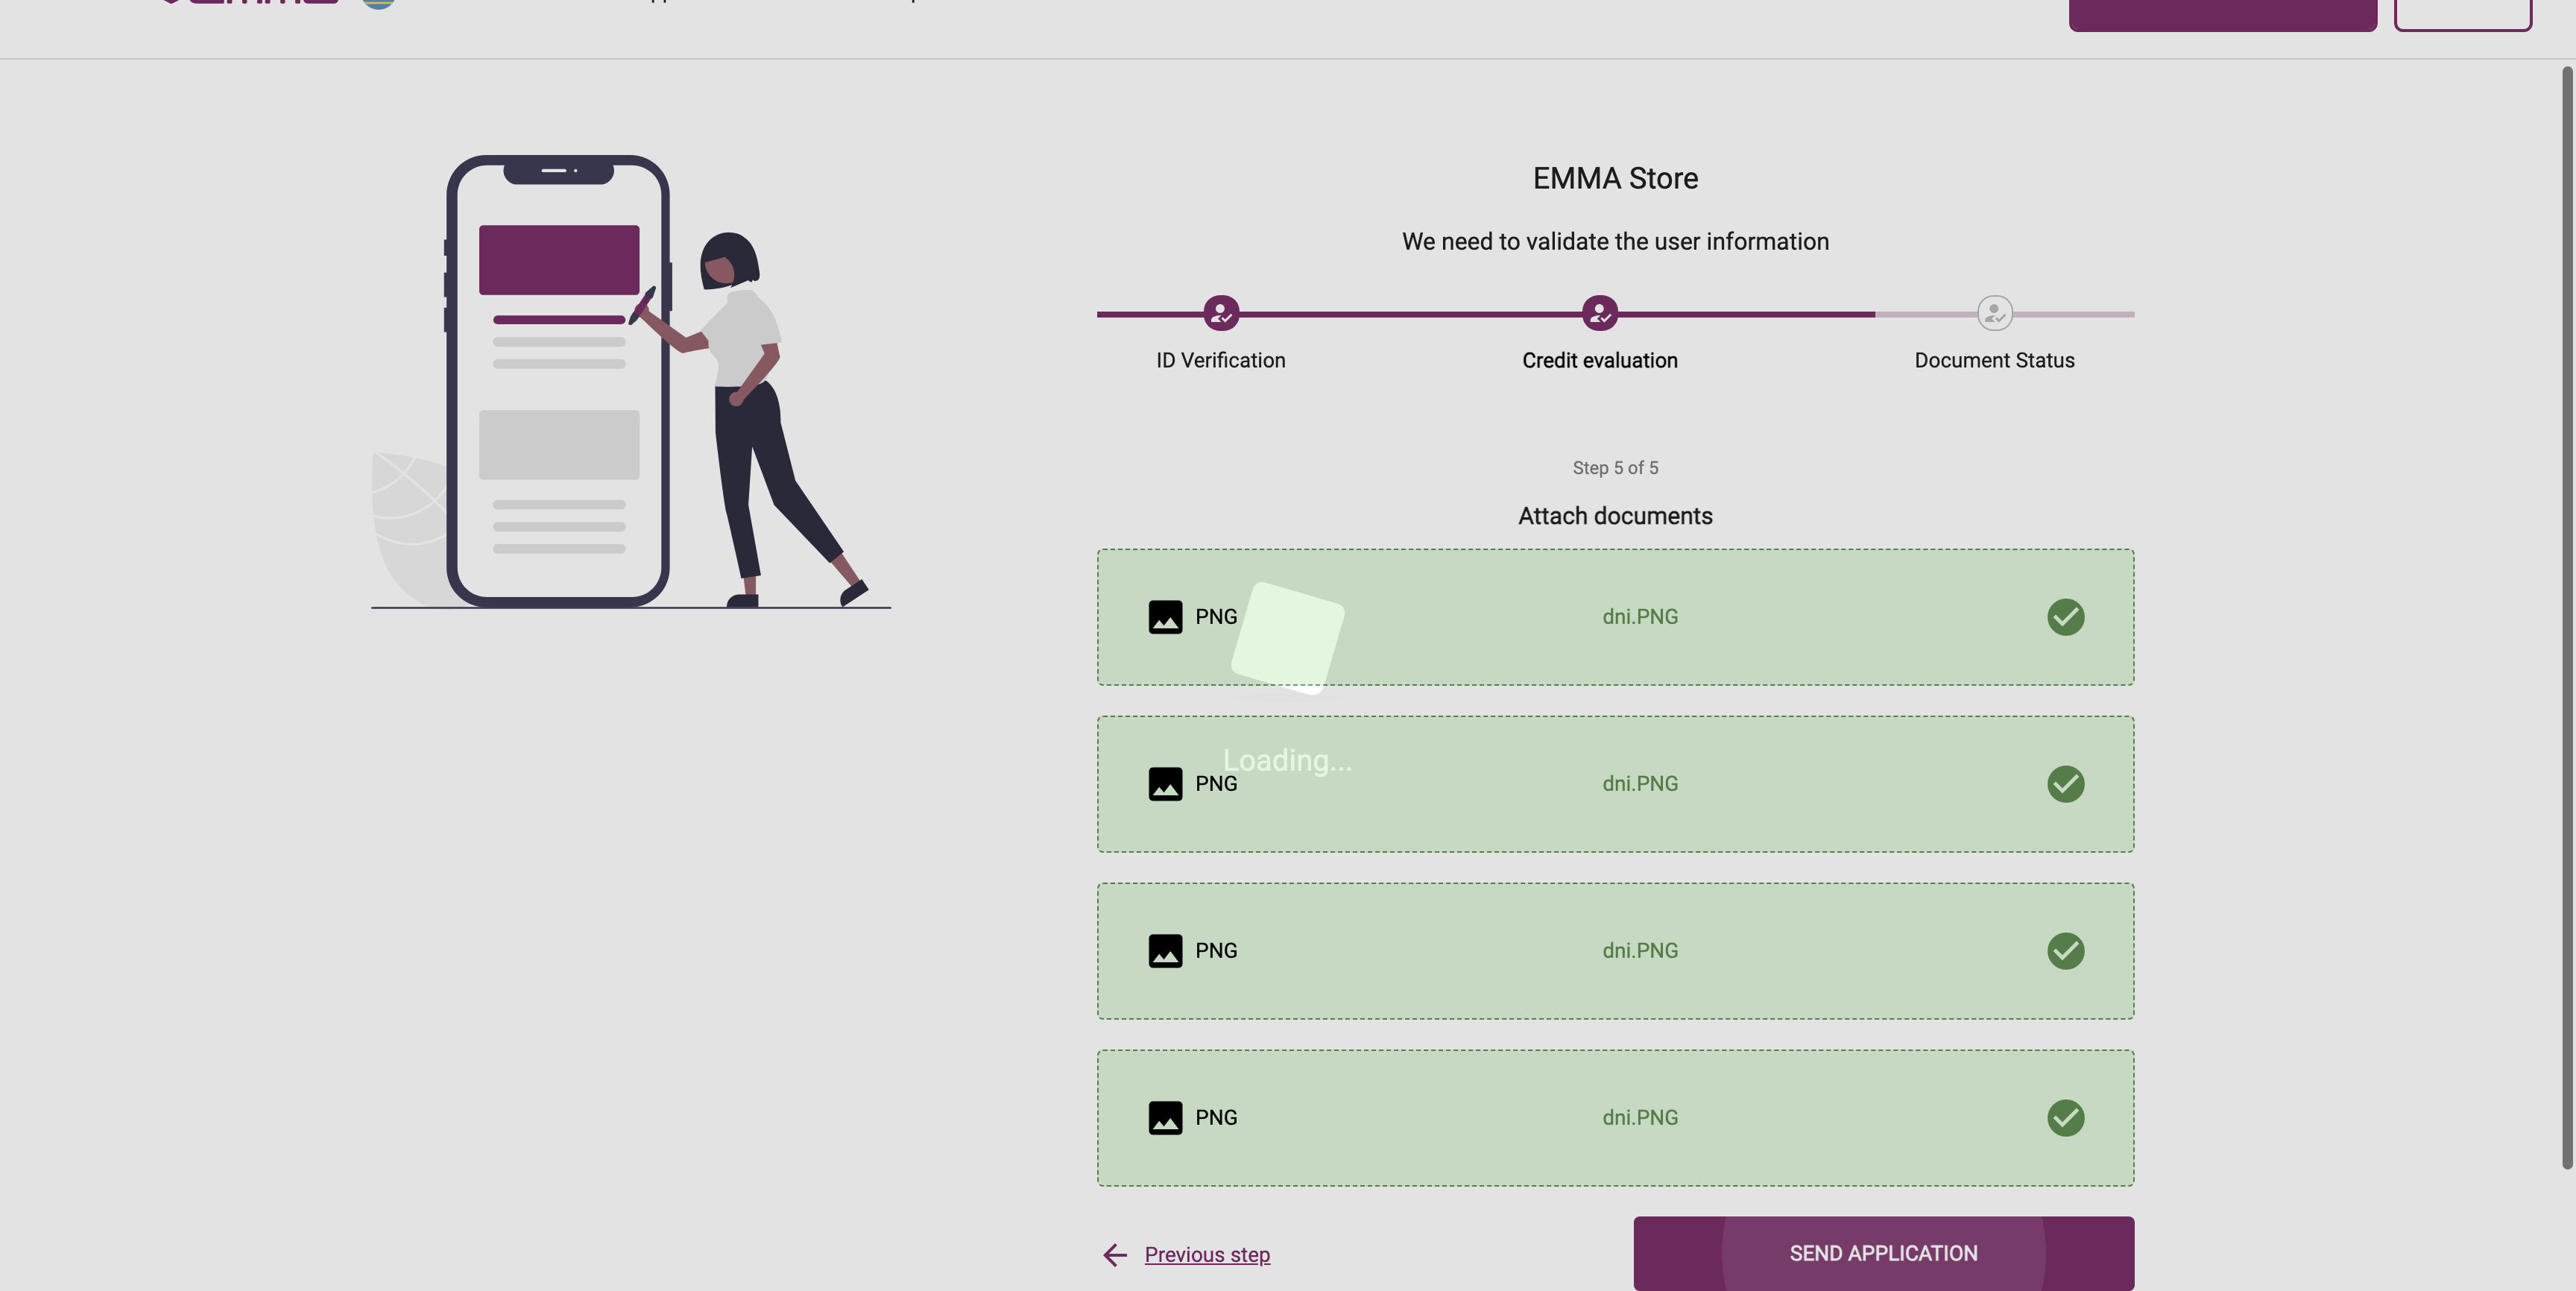 EMMA Store
We need to validate the user information
ID Verification
Credit evaluation
Document Status
Step 5 of 5
Attach documents
PNG
dni.PNG
Loading...
PNG
dni.PNG
PNG
dni.PNG
PNG
dni.PNG
Previous step
SEND APPLICATION